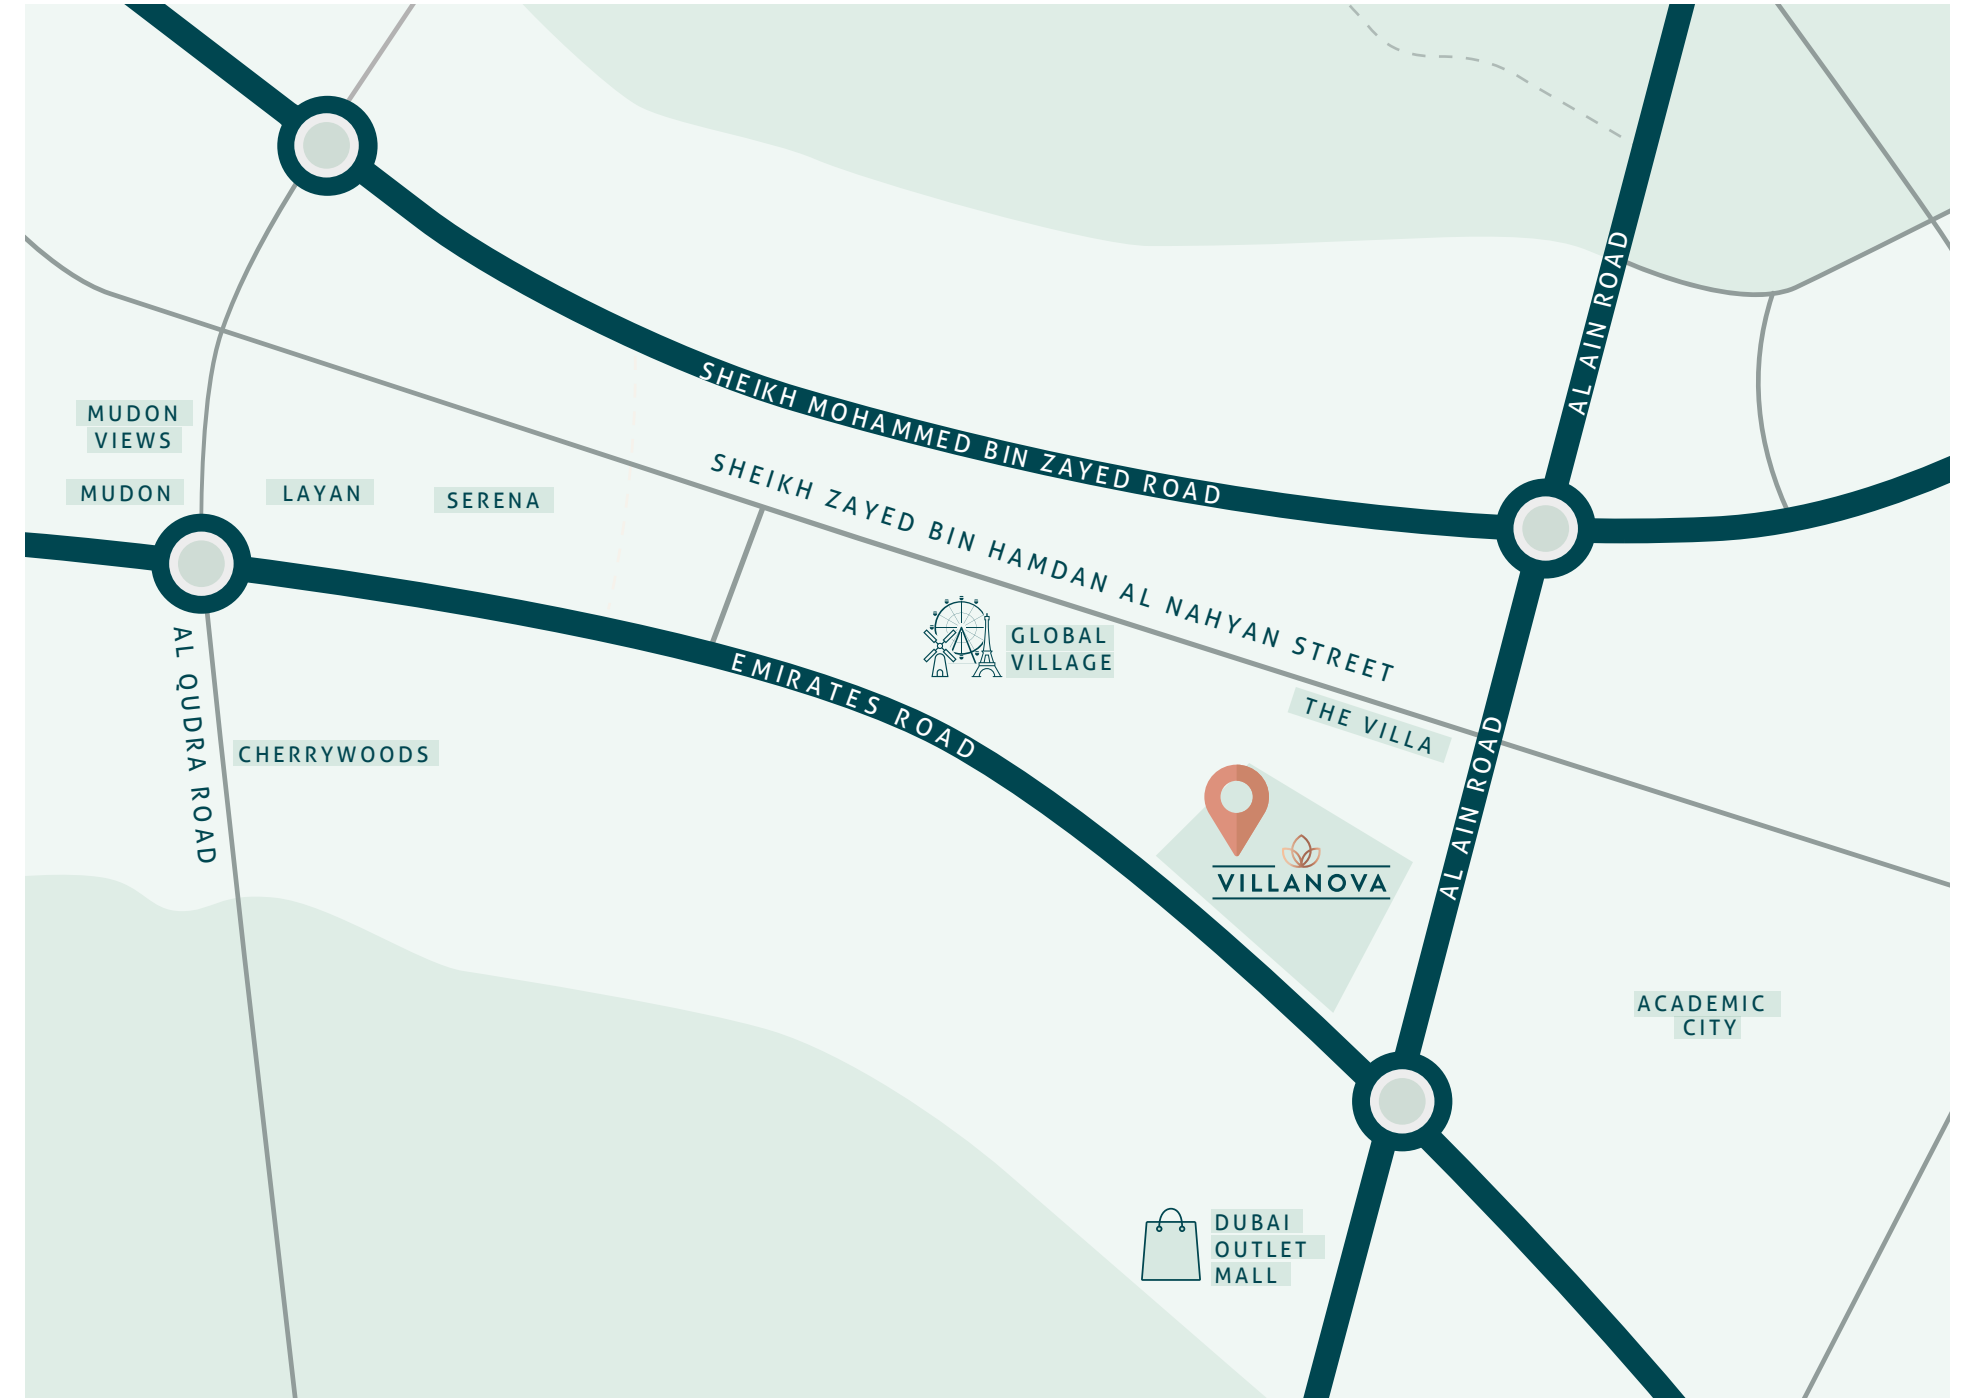 AL AIN ROAD
SHEIKH MOHAMMED BIN ZAYED ROAD
MUDON
VIEWS
MUDON
LAYAN
SERENA
SHEIKH ZAYED BIN HAMDAN AL NAHYAN STREET
GLOBAL
VILLAGE
EMIRATES ROAD
AL QUDRA ROAD
CHERRYWOODS
THE VILLA
AL AIN ROAD
VILLANOVA
ACADEMIC
CITY
DUBAI
OUTLET
MALL